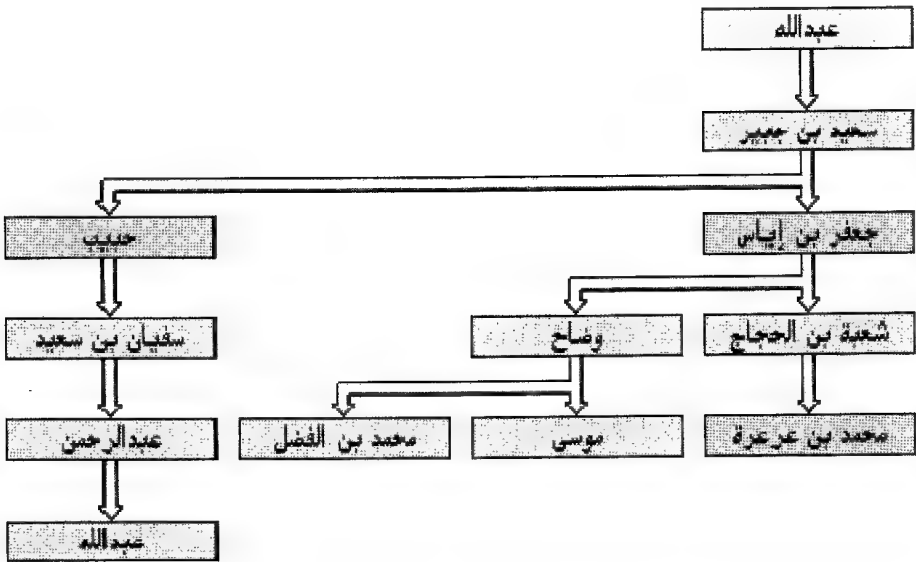 عبدالله
سعيد بن جبير
جعفر بن إياس
حبيب
شعبة بن الحجاج
وضاح
سفيان بن سعيد
محمد بن عرعرة
موسى
محمد بن الفضل
عبدالرحمن
عبدالله